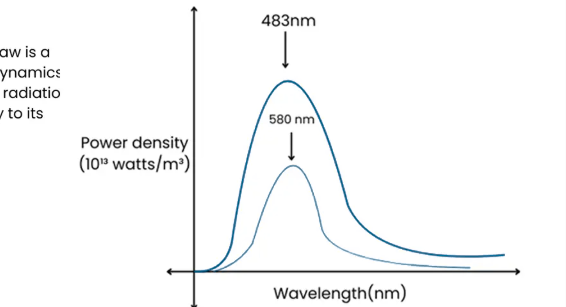 483nm
aw is a
ynamics
radiatio
y to its
580 nm
Power density
(10¹³ watts/m³)
Wavelength(nm)